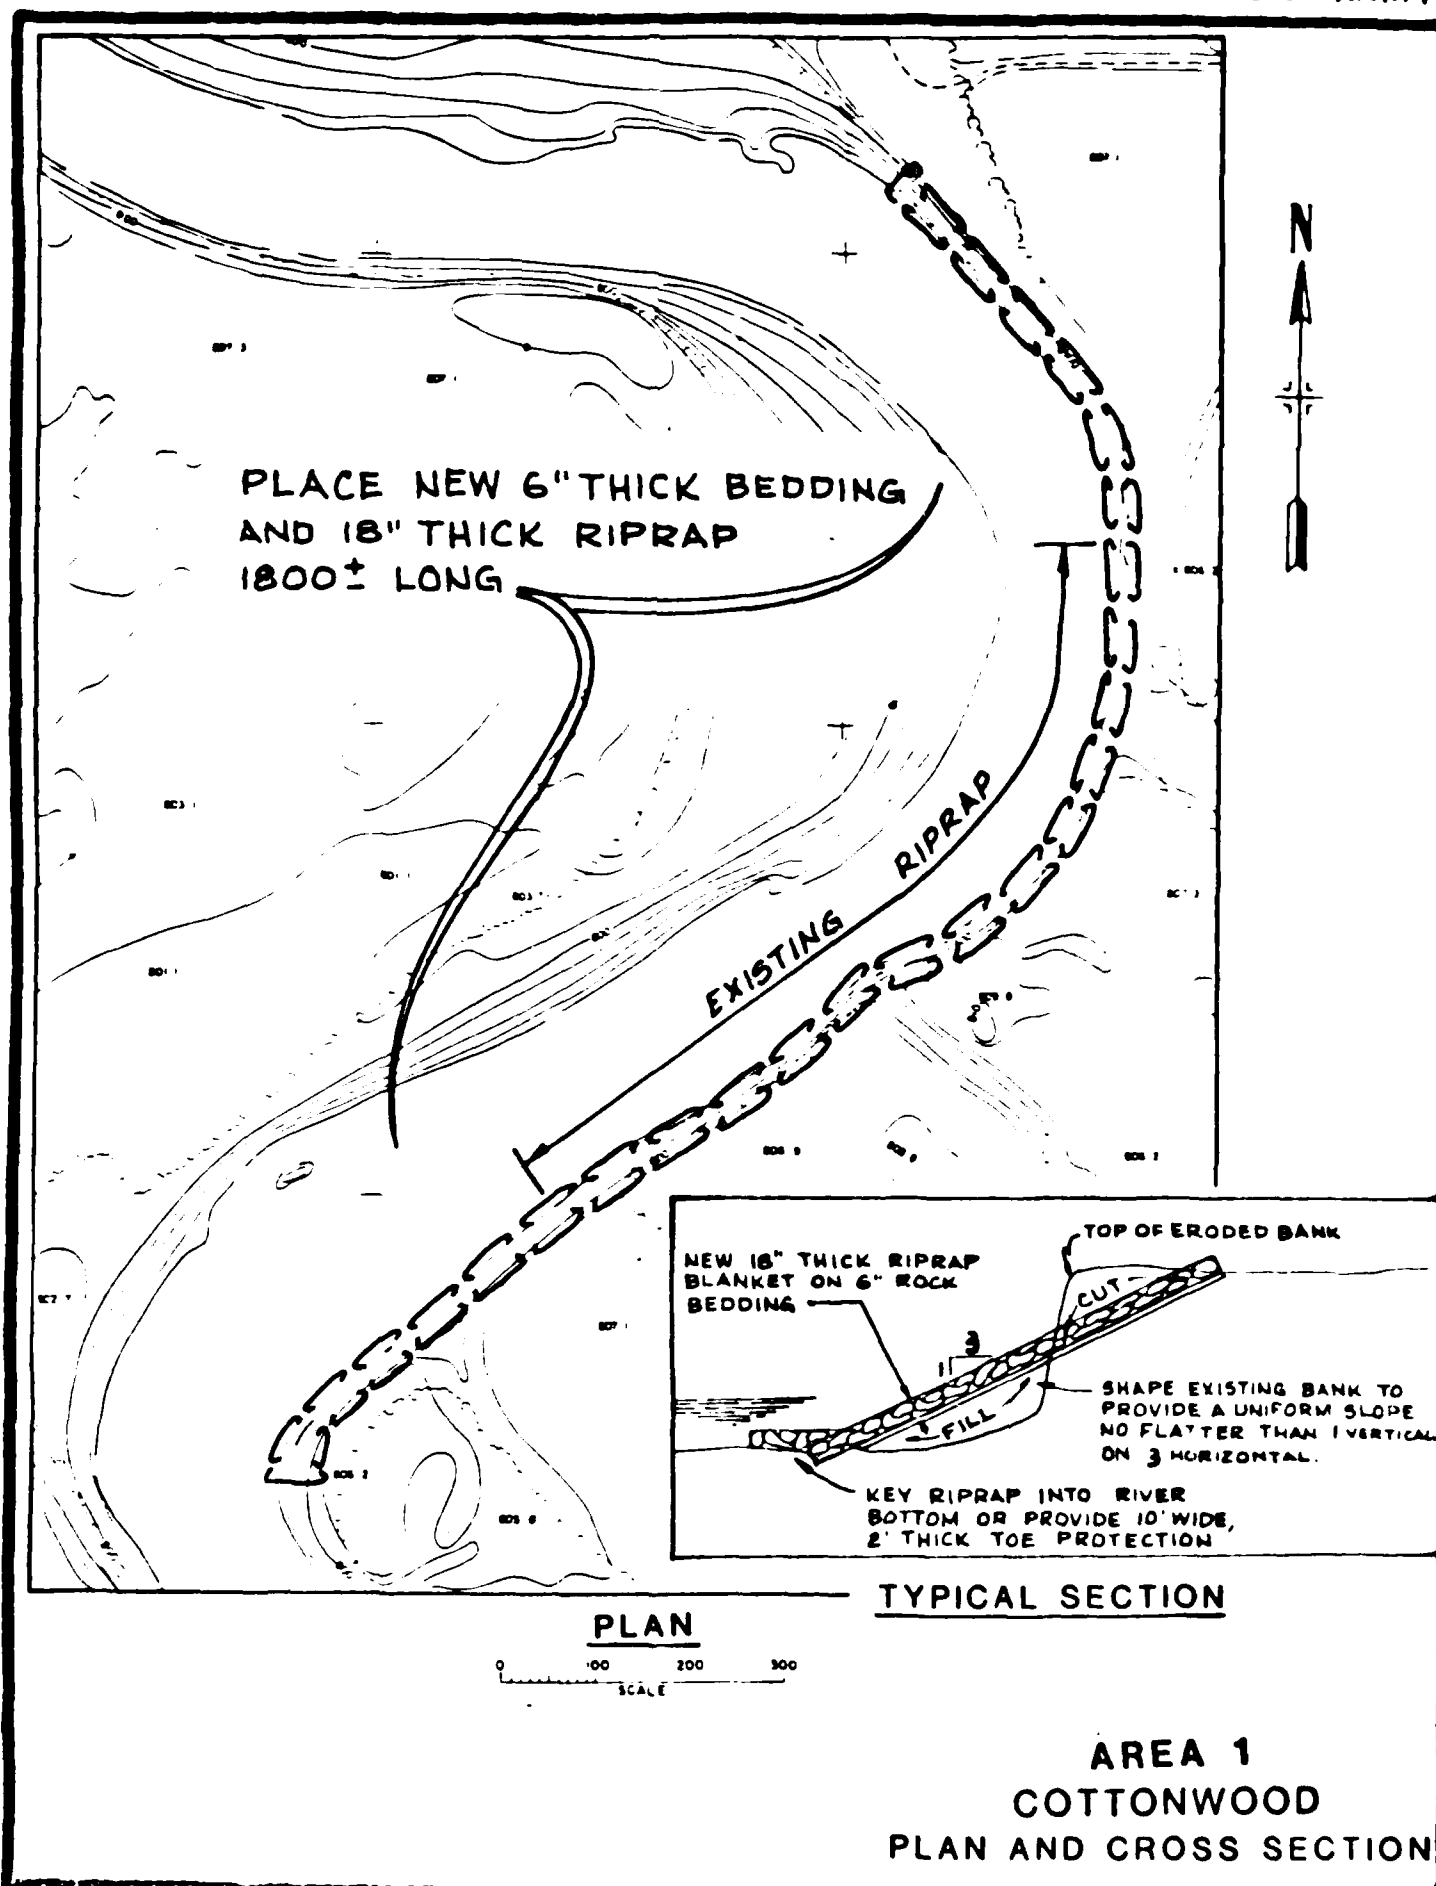 N
PLACE NEW 6" THICK BEDDING
AND 18" THICK RIPRAP
1800± LONG
EXISTING RIPRAP
TOP OF ERODED BANK
NEW 18" THICK RIPRAP
BLANKET ON 6" ROCK
BEDDING
CUT
3
1
FILL
SHAPE EXISTING BANK TO
PROVIDE A UNIFORM SLOPE
NO FLATTER THAN 1 VERTICAL
ON 3 HORIZONTAL.
KEY RIPRAP INTO RIVER
BOTTOM OR PROVIDE 10' WIDE,
2' THICK TOE PROTECTION
TYPICAL SECTION
PLAN
0 100 200 300
SCALE
AREA 1
COTTONWOOD
PLAN AND CROSS SECTION